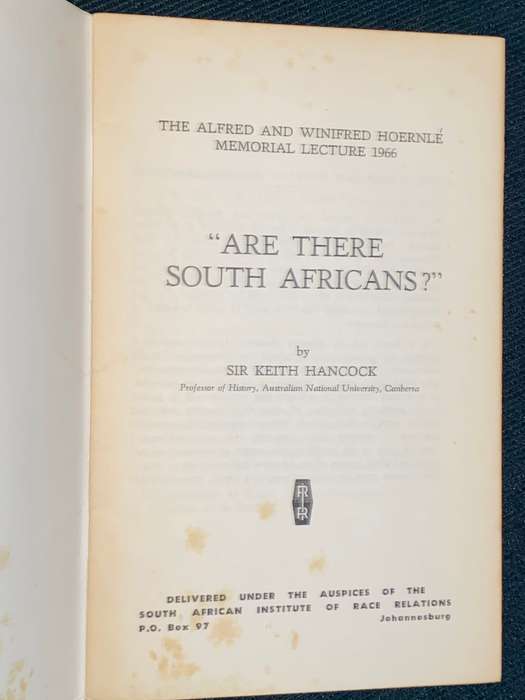 THE ALFRED AND WINIFRED HOERNLÉ
MEMORIAL LECTURE 1966
“ARE THERE
SOUTH AFRICANS?”
by
SIR KEITH HANCOCK
Professor of History, Australian National University, Canberra
RR
DELIVERED UNDER THE AUSPICES OF THE
SOUTH AFRICAN INSTITUTE OF RACE RELATIONS
P.O. Box 97 Johannesburg